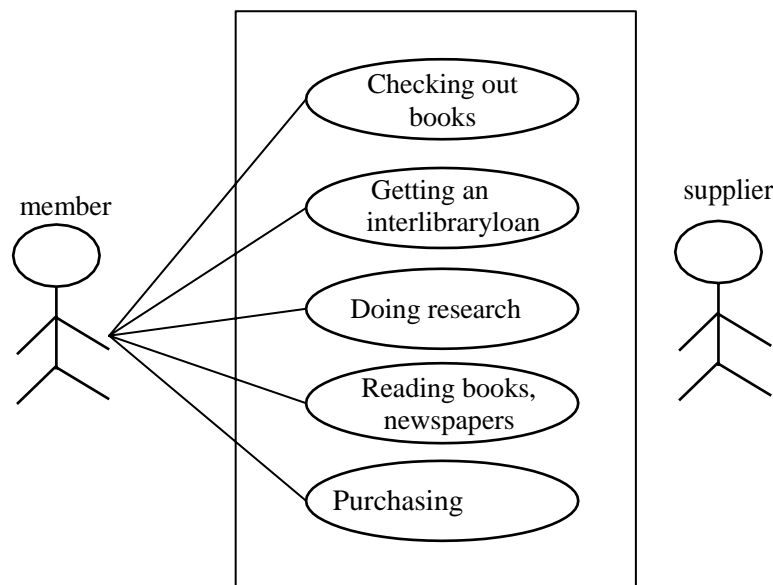 Checking out
books
Getting an
interlibraryloan
member
supplier
Doing research
Reading books,
newspapers
Purchasing